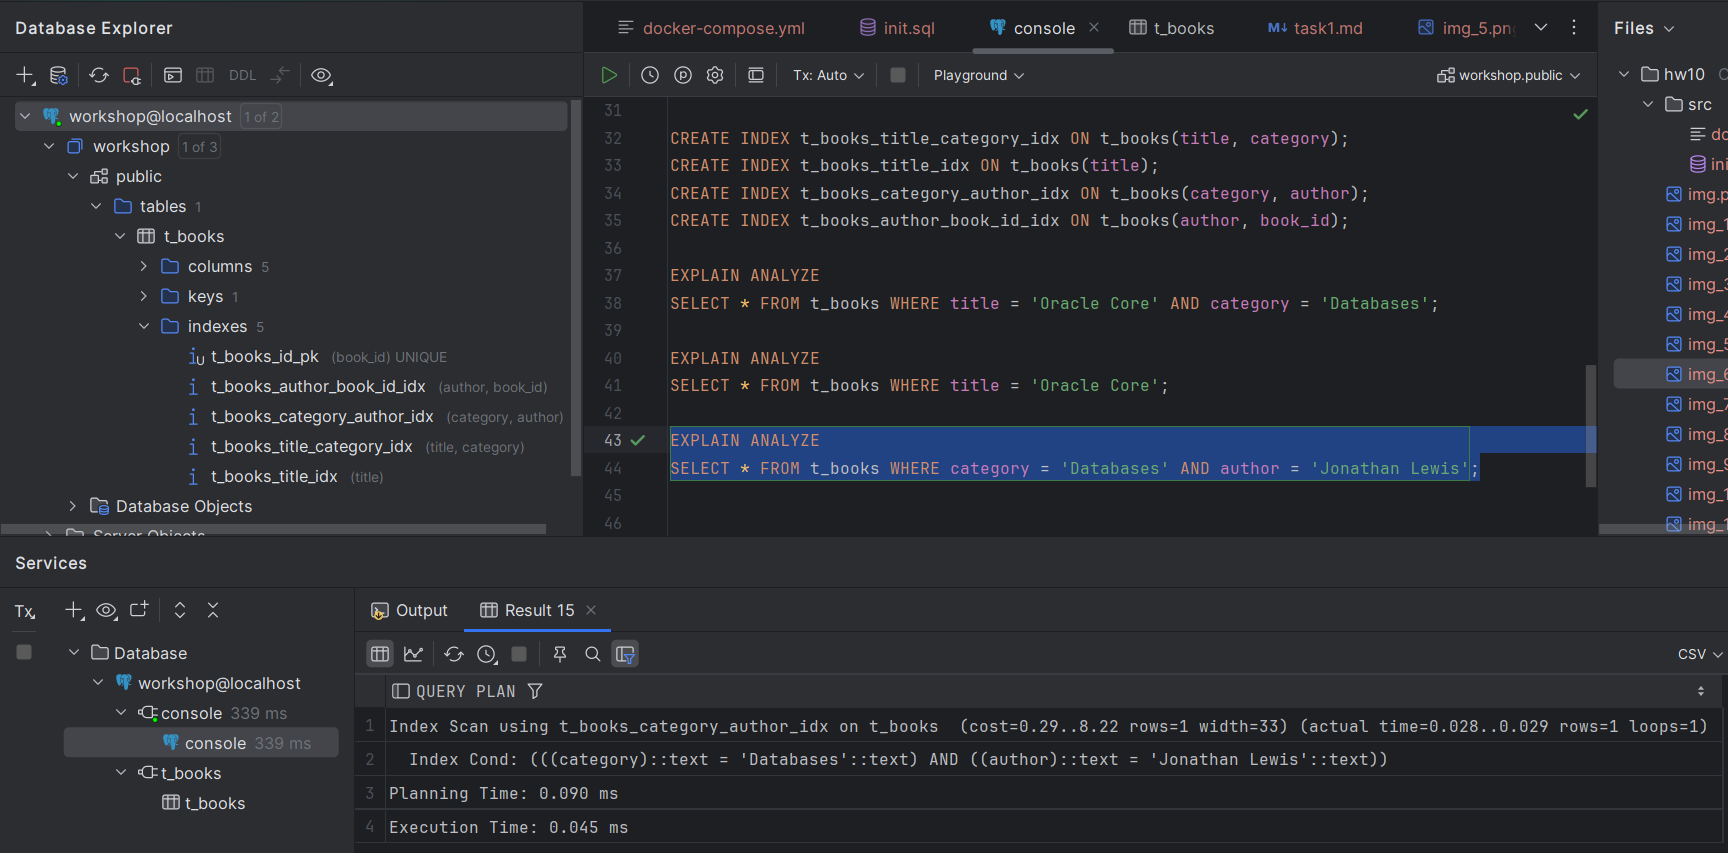 Database Explorer
docker-compose.yml
init.sql
console
t_books
task1.md
img_5.png
Files
DDL
Tx: Auto
Playground
workshop.public
hw10
workshop@localhost 1 of 2
workshop 1 of 3
public
tables 1
t_books
columns 5
keys 1
indexes 5
t_books_id_pk (book_id) UNIQUE
t_books_author_book_id_idx (author, book_id)
t_books_category_author_idx (category, author)
t_books_title_category_idx (title, category)
t_books_title_idx (title)
Database Objects
Server Objects
31
32 CREATE INDEX t_books_title_category_idx ON t_books(title, category);
33 CREATE INDEX t_books_title_idx ON t_books(title);
34 CREATE INDEX t_books_category_author_idx ON t_books(category, author);
35 CREATE INDEX t_books_author_book_id_idx ON t_books(author, book_id);
36
37 EXPLAIN ANALYZE
38 SELECT * FROM t_books WHERE title = 'Oracle Core' AND category = 'Databases';
39
40 EXPLAIN ANALYZE
41 SELECT * FROM t_books WHERE title = 'Oracle Core';
42
43 EXPLAIN ANALYZE
44 SELECT * FROM t_books WHERE category = 'Databases' AND author = 'Jonathan Lewis';
45
46
src
do
ini
img.p
img_1
img_2
img_3
img_4
img_5
img_6
img_7
img_8
img_9
img_1
img_1
Services
Tx
Database
workshop@localhost
console 339 ms
console 339 ms
t_books
t_books
Output
Result 15
CSV
QUERY PLAN
1 Index Scan using t_books_category_author_idx on t_books  (cost=0.29..8.22 rows=1 width=33) (actual time=0.028..0.029 rows=1 loops=1)
2   Index Cond: (((category)::text = 'Databases'::text) AND ((author)::text = 'Jonathan Lewis'::text))
3 Planning Time: 0.090 ms
4 Execution Time: 0.045 ms